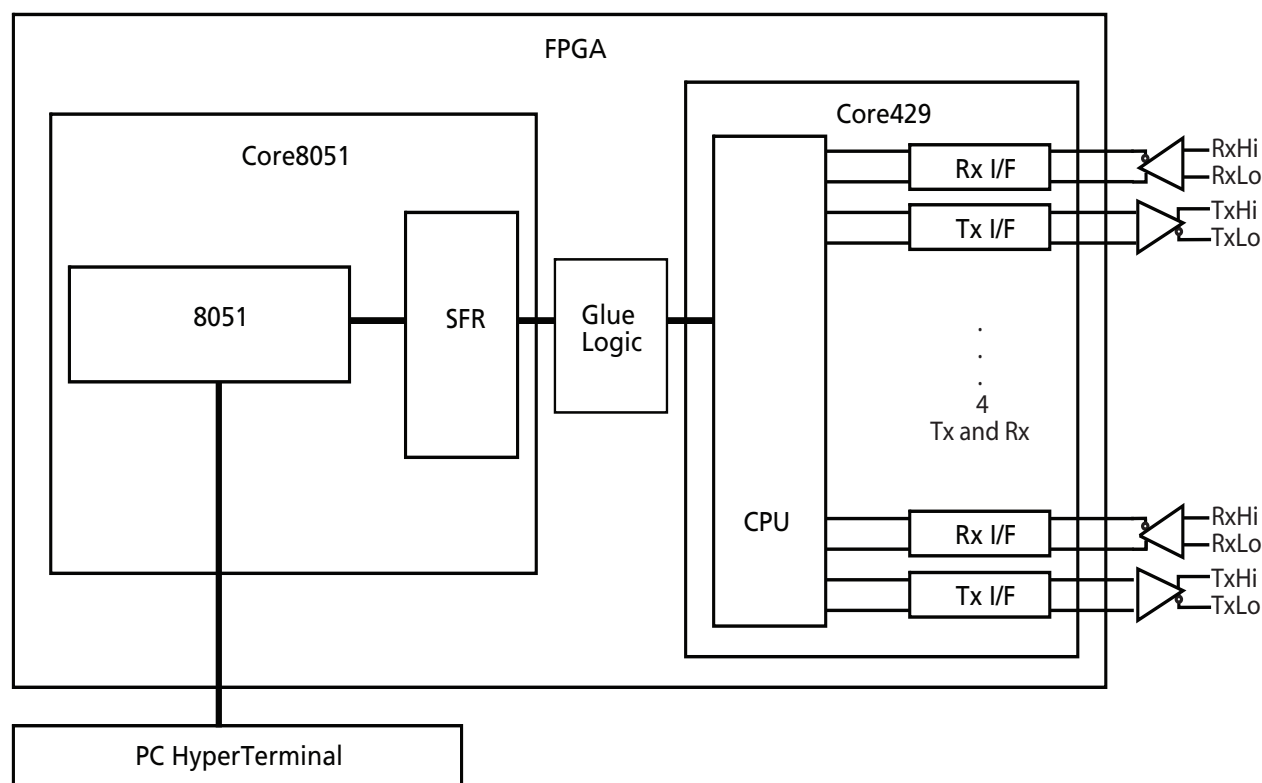 FPGA
Core8051
8051
SFR
Glue
Logic
Core429
CPU
Rx I/F
Tx I/F
.
.
.
4
Tx and Rx
Rx I/F
Tx I/F
RxHi
RxLo
TxHi
TxLo
RxHi
RxLo
TxHi
TxLo
PC HyperTerminal